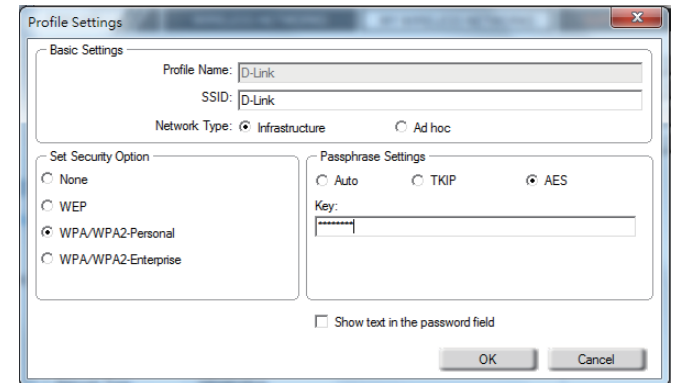 Profile Settings
Basic Settings
Profile Name: D-Link
SSID: D-Link
Network Type: Infrastructure Ad hoc
Set Security Option
None
WEP
WPA/WPA2-Personal
WPA/WPA2-Enterprise
Passphrase Settings
Auto TKIP AES
Key:
********
Show text in the password field
OK Cancel